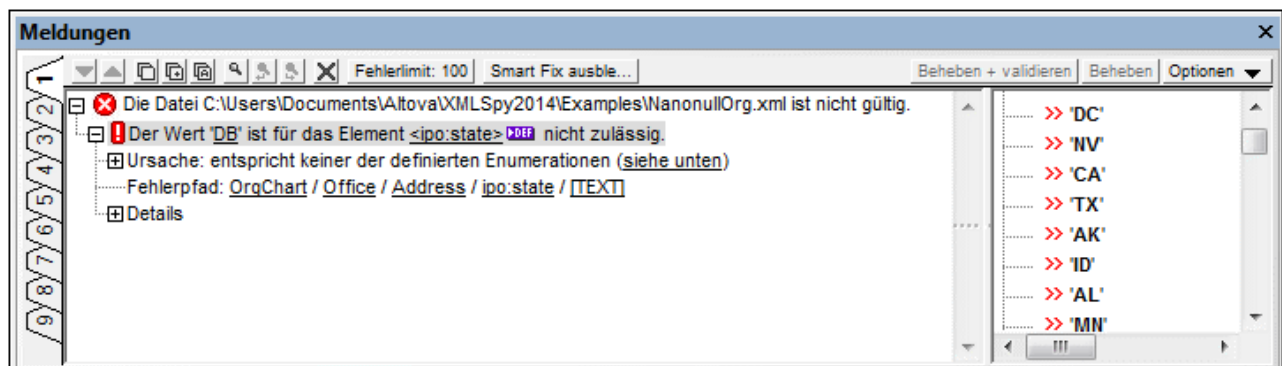 Meldungen
Fehlerlimit: 100 Smart Fix ausble... Beheben + validieren Beheben Optionen
1
2
3
4
5
6
7
8
9
Die Datei C:\Users\Documents\Altova\XMLSpy2014\Examples\NanonullOrg.xml ist nicht gültig.
Der Wert 'DB' ist für das Element <ipo:state> DEF nicht zulässig.
Ursache: entspricht keiner der definierten Enumerationen (siehe unten)
Fehlerpfad: OrgChart / Office / Address / ipo:state / [TEXT]
Details
>> 'DC'
>> 'NV'
>> 'CA'
>> 'TX'
>> 'AK'
>> 'ID'
>> 'AL'
>> 'MN'